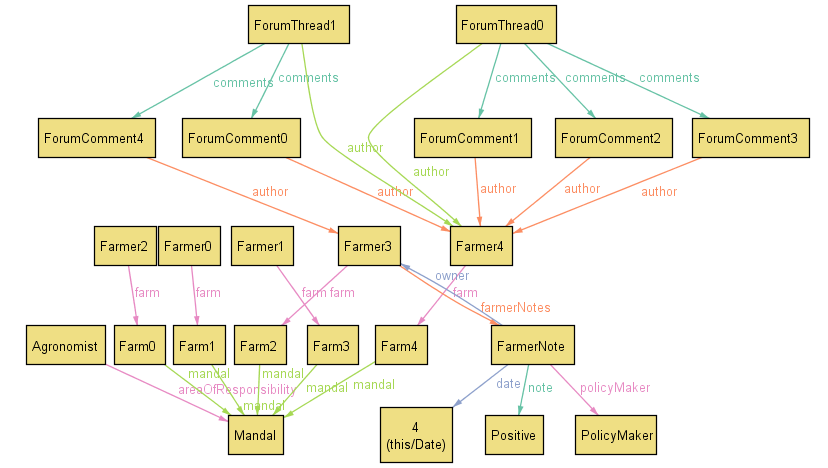 ForumThread1
ForumThread0
comments
comments
comments
comments
comments
ForumComment4
ForumComment0
ForumComment1
ForumComment2
ForumComment3
author
author
author
author
author
author
author
Farmer2
Farmer0
Farmer1
Farmer3
Farmer4
owner
farm
farm
farm
farm
farm
farmerNotes
Agronomist
Farm0
Farm1
Farm2
Farm3
Farm4
FarmerNote
mandal
mandal
areaOfResponsibility
mandal
mandal
mandal
date
note
policyMaker
Mandal
4
(this/Date)
Positive
PolicyMaker